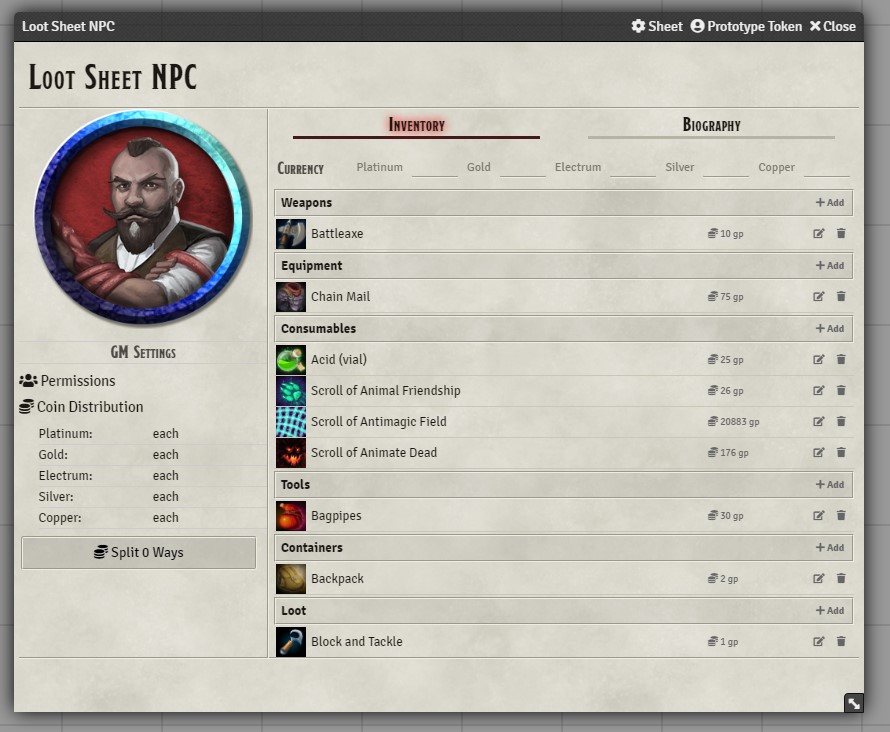 Loot Sheet NPC Sheet Prototype Token Close
Loot Sheet NPC
Inventory Biography
Currency Platinum Gold Electrum Silver Copper
Weapons Add
Battleaxe 10 gp
Equipment Add
Chain Mail 75 gp
Consumables Add
Acid (vial) 25 gp
Scroll of Animal Friendship 26 gp
Scroll of Antimagic Field 20883 gp
Scroll of Animate Dead 176 gp
Tools Add
Bagpipes 30 gp
Containers Add
Backpack 2 gp
Loot Add
Block and Tackle 1 gp
GM Settings
Permissions
Coin Distribution
Platinum: each
Gold: each
Electrum: each
Silver: each
Copper: each
Split 0 Ways